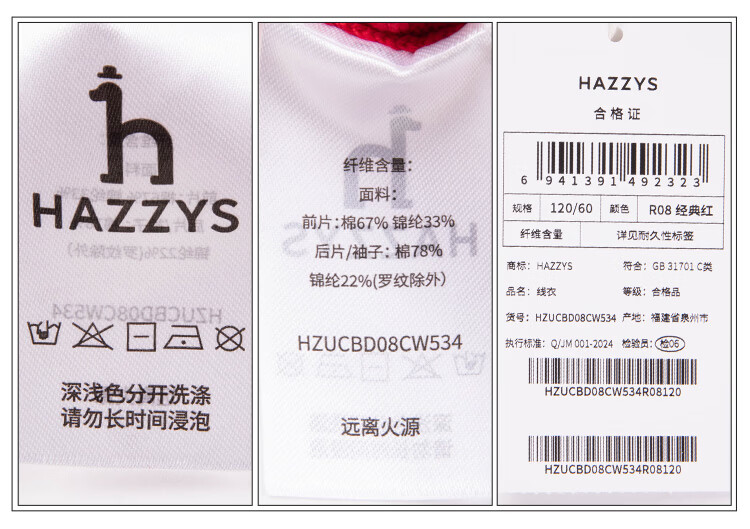 HAZZYS
深浅色分开洗涤
请勿长时间浸泡
纤维含量：
面料：
前片：棉67% 锦纶33%
后片/袖子：棉78%
锦纶22%(罗纹除外)
HZUCBD08CW534
远离火源
HAZZYS
合格证
6 941391 492323
规格 120/60 颜色 R08 经典红
纤维含量 详见耐久性标签
商标：HAZZYS 符合：GB 31701 C类
品名：线衣 等级：合格品
货号：HZUCBD08CW534 产地：福建省泉州市
执行标准：Q/JM 001-2024 检验员：检06
HZUCBD08CW534R08120
HZUCBD08CW534R08120